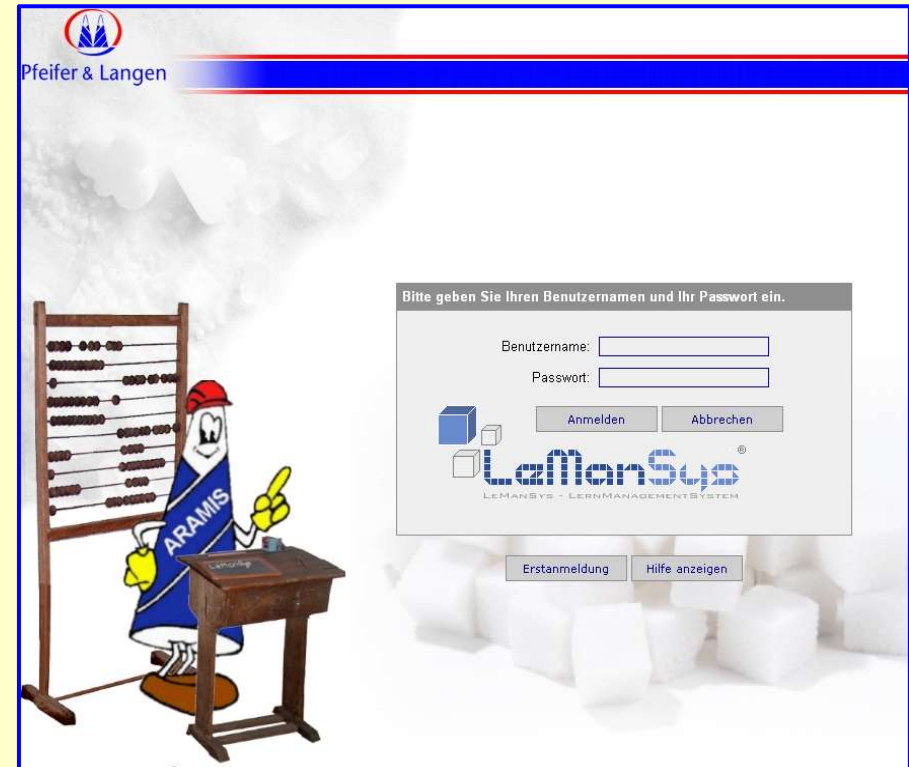 Pfeifer & Langen
Bitte geben Sie Ihren Benutzernamen und Ihr Passwort ein.
Benutzername:
Passwort:
Anmelden Abbrechen
LeManSys®
LEMANSYS - LERNMANAGEMENTSYSTEM
Erstanmeldung Hilfe anzeigen
ARAMIS
LeManSys